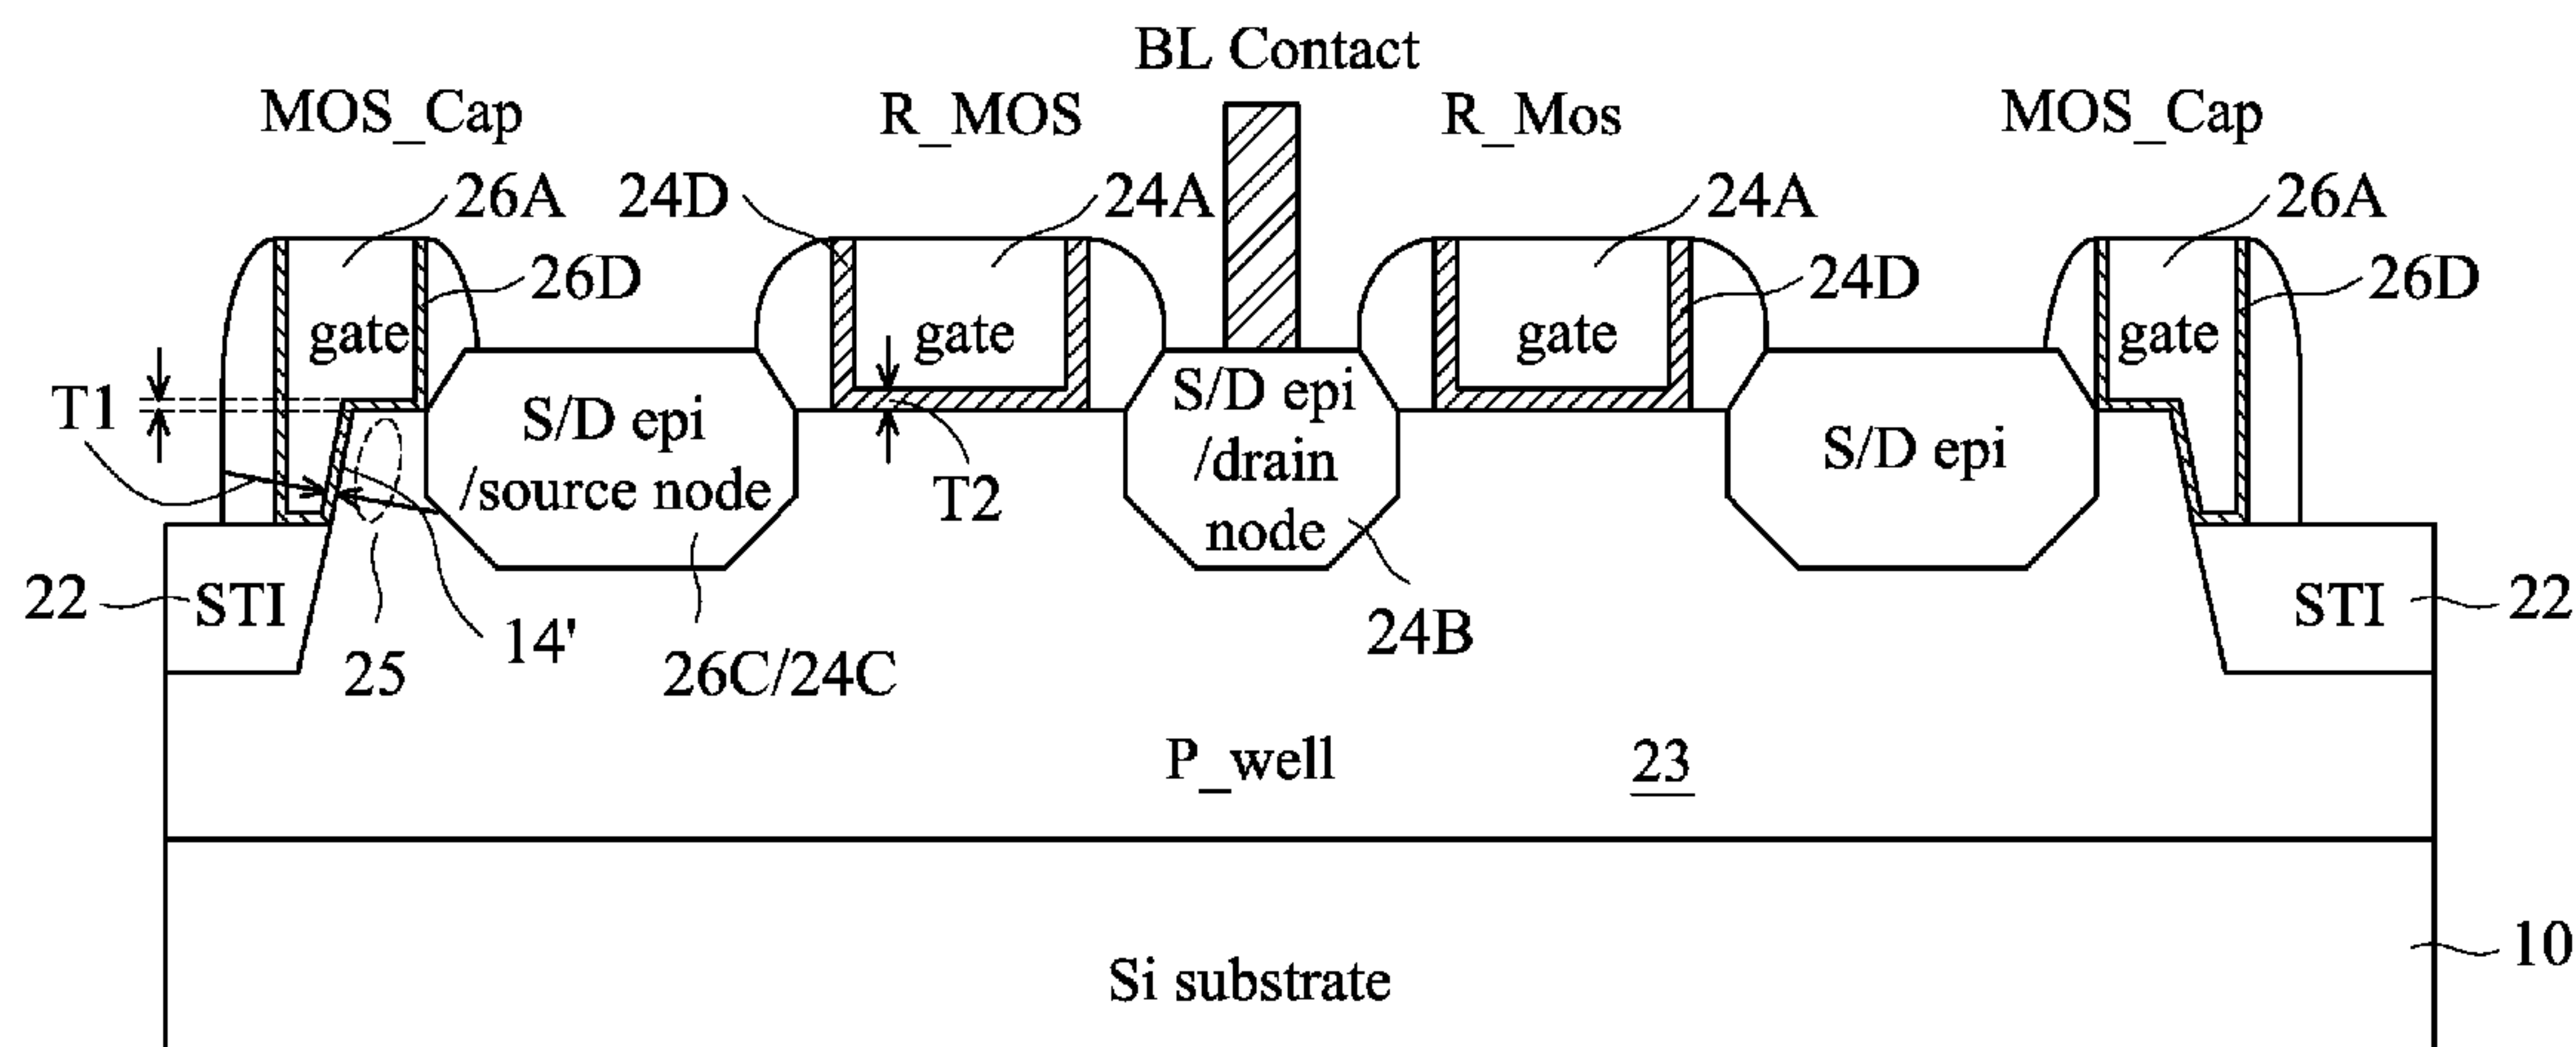 BL Contact
MOS_Cap
R_MOS
R_Mos
MOS_Cap
26A
24D
24A
24A
26A
26D
24D
26D
gate
gate
gate
gate
T1
S/D epi
/source node
T2
S/D epi
/drain
node
S/D epi
22
STI
25
14'
26C/24C
24B
STI
22
P_well
23
10
Si substrate